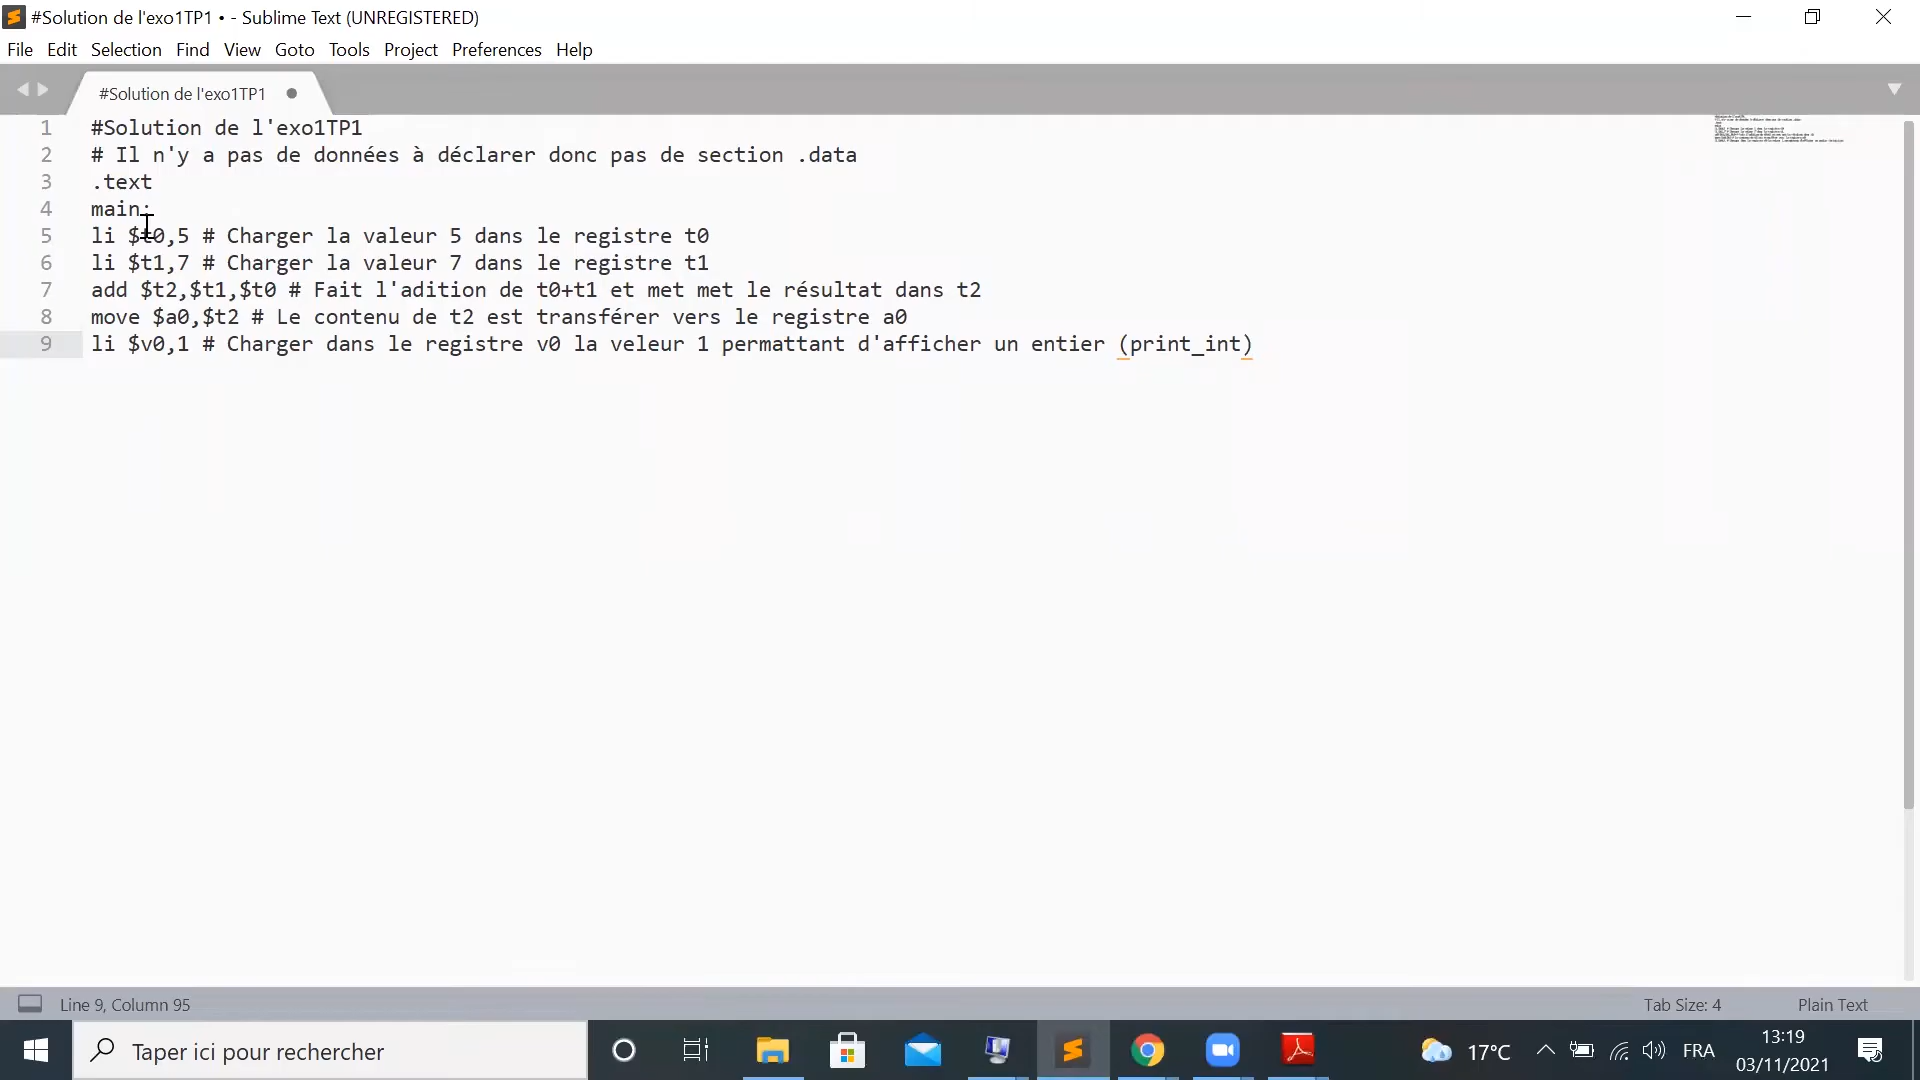 #Solution de l'exo1TP1 • - Sublime Text (UNREGISTERED)
File Edit Selection Find View Goto Tools Project Preferences Help
#Solution de l'exo1TP1
1 #Solution de l'exo1TP1
2 # Il n'y a pas de données à déclarer donc pas de section .data
3 .text
4 main:
5 li $t0,5 # Charger la valeur 5 dans le registre t0
6 li $t1,7 # Charger la valeur 7 dans le registre t1
7 add $t2,$t1,$t0 # Fait l'adition de t0+t1 et met met le résultat dans t2
8 move $a0,$t2 # Le contenu de t2 est transférer vers le registre a0
9 li $v0,1 # Charger dans le registre v0 la veleur 1 permattant d'afficher un entier (print_int)
Line 9, Column 95 Tab Size: 4 Plain Text
Taper ici pour rechercher 17°C FRA 13:19
03/11/2021